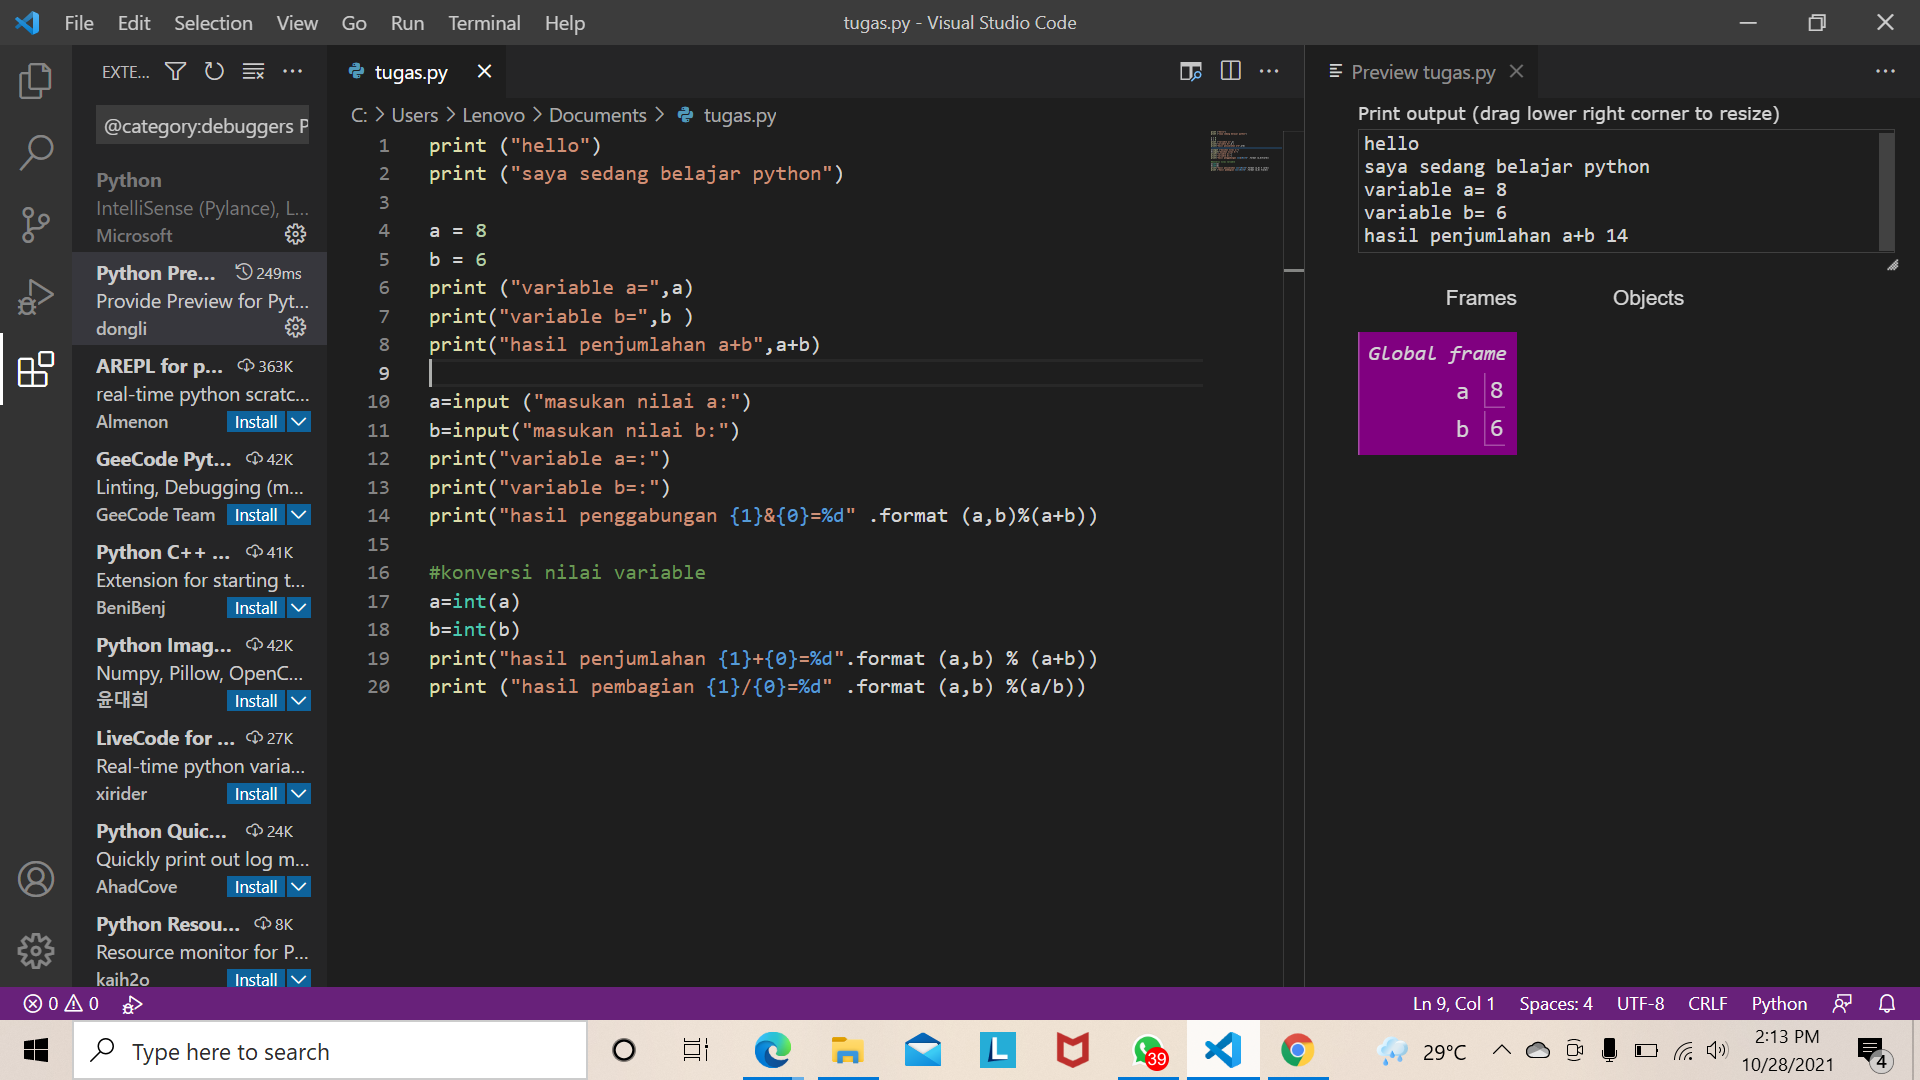 File Edit Selection View Go Run Terminal Help
tugas.py - Visual Studio Code
EXTE...
@category:debuggers P
Python
IntelliSense (Pylance), L...
Microsoft
Python Pre... 249ms
Provide Preview for Pyt...
dongli
AREPL for p... 363K
real-time python scratc...
Almenon Install
GeeCode Pyt... 42K
Linting, Debugging (m...
GeeCode Team Install
Python C++ ... 41K
Extension for starting t...
BeniBenj Install
Python Imag... 42K
Numpy, Pillow, OpenC...
윤대희 Install
LiveCode for ... 27K
Real-time python varia...
xirider Install
Python Quic... 24K
Quickly print out log m...
AhadCove Install
Python Resou... 8K
Resource monitor for P...
kaih2o Install
tugas.py
C: > Users > Lenovo > Documents > tugas.py
1 print ("hello")
2 print ("saya sedang belajar python")
3
4 a = 8
5 b = 6
6 print ("variable a=",a)
7 print("variable b=",b )
8 print("hasil penjumlahan a+b",a+b)
9
10 a=input ("masukan nilai a:")
11 b=input("masukan nilai b:")
12 print("variable a=:")
13 print("variable b=:")
14 print("hasil penggabungan {1}&{0}=%d" .format (a,b)%(a+b))
15
16 #konversi nilai variable
17 a=int(a)
18 b=int(b)
19 print("hasil penjumlahan {1}+{0}=%d".format (a,b) % (a+b))
20 print ("hasil pembagian {1}/{0}=%d" .format (a,b) %(a/b))
Preview tugas.py
Print output (drag lower right corner to resize)
hello
saya sedang belajar python
variable a= 8
variable b= 6
hasil penjumlahan a+b 14
Frames Objects
Global frame
a 8
b 6
0 0
Ln 9, Col 1 Spaces: 4 UTF-8 CRLF Python
Type here to search
L
39
29°C
2:13 PM
10/28/2021
4